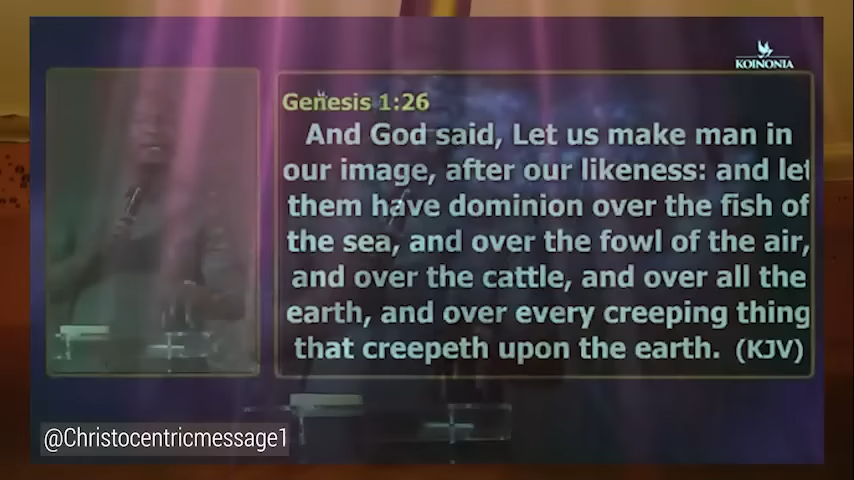 KOINONIA
Genesis 1:26
And God said, Let us make man in
our image, after our likeness: and let
them have dominion over the fish of
the sea, and over the fowl of the air,
and over the cattle, and over all the
earth, and over every creeping thing
that creepeth upon the earth. (KJV)
@Christocentricmessage1